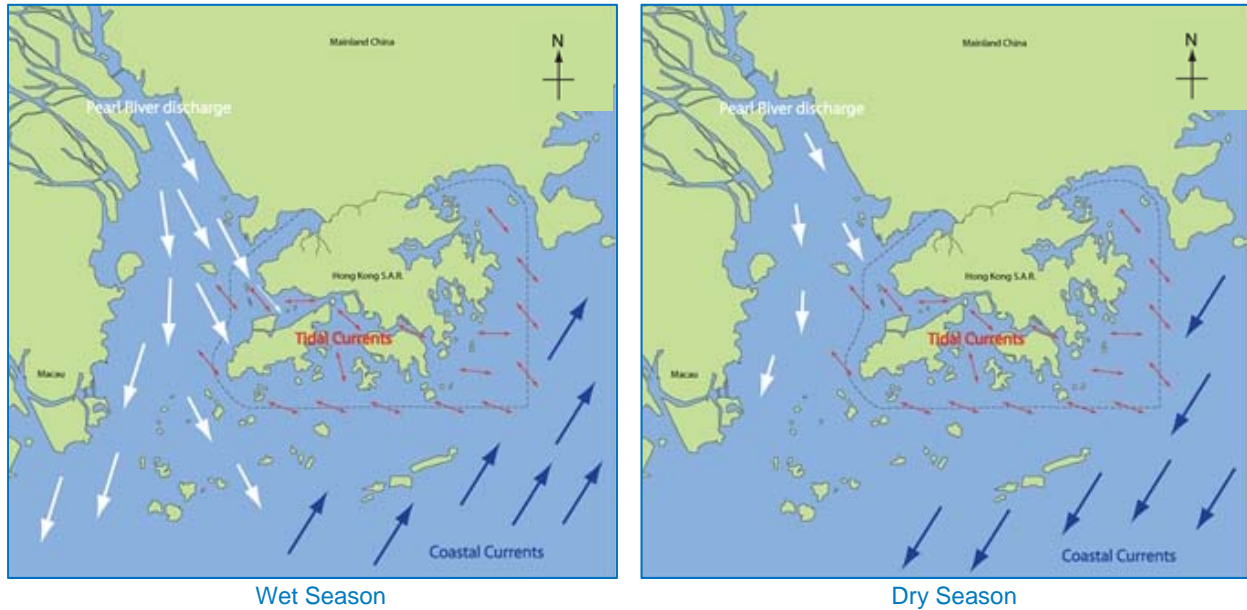 Mainland China
N
Pearl River discharge
Hong Kong S.A.R.
Tidal Currents
Macau
Coastal Currents
Wet Season
Mainland China
N
Pearl River discharge
Hong Kong S.A.R.
Tidal Currents
Macau
Coastal Currents
Dry Season